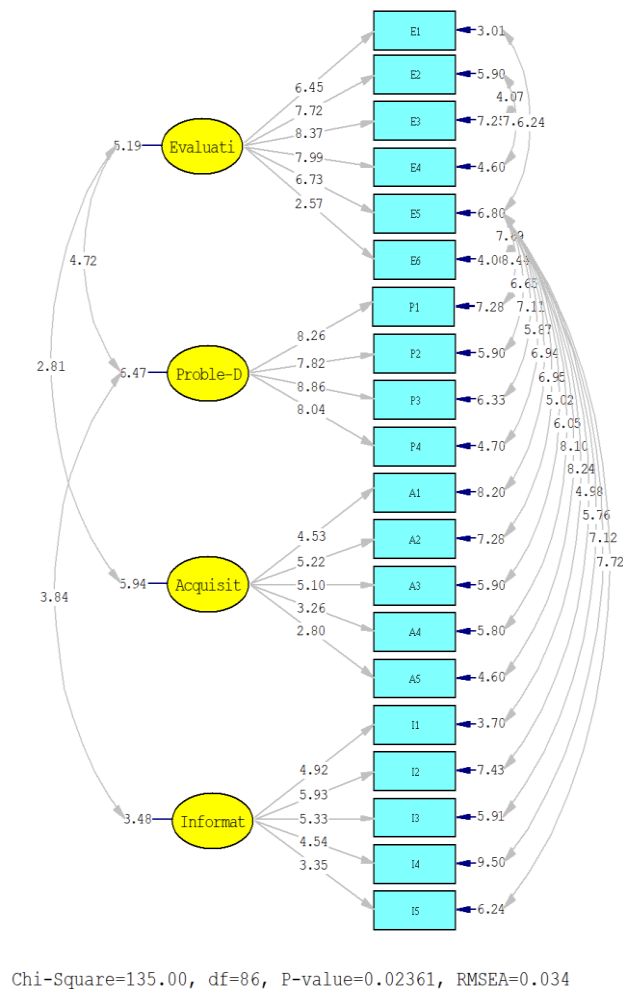 E1 3.01
6.45
E2 5.90
7.72 4.07
E3 6.24
8.37
5.19 Evaluati
7.99 E4 4.60
6.73
E5 6.80
2.57
4.72 E6
6.65
P1 7.28 7.11
8.26 5.87
7.82 P2 5.90 6.94
2.81 6.47 Proble-D
8.86 6.95
P3 6.33 5.02
8.04 6.05
P4 4.70 8.10
8.24
A1 8.20 4.98
4.53 5.76
5.22 A2 7.28 7.12
7.72
3.84 5.94 Acquisit 5.10 A3 5.90
3.26
2.80 A4 5.80
A5 4.60
I1 3.70
4.92
I2 7.43
5.93
3.48 Informat 5.33 I3 5.91
4.54
3.35 I4 9.50
I5 6.24
Chi-Square=135.00, df=86, P-value=0.02361, RMSEA=0.034